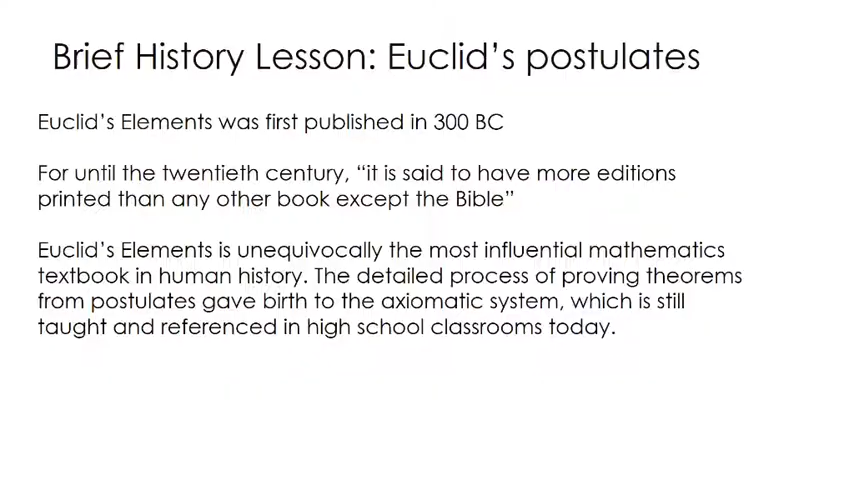 Brief History Lesson: Euclid's postulates
Euclid's Elements was first published in 300 BC
For until the twentieth century, “it is said to have more editions
printed than any other book except the Bible”
Euclid's Elements is unequivocally the most influential mathematics
textbook in human history. The detailed process of proving theorems
from postulates gave birth to the axiomatic system, which is still
taught and referenced in high school classrooms today.